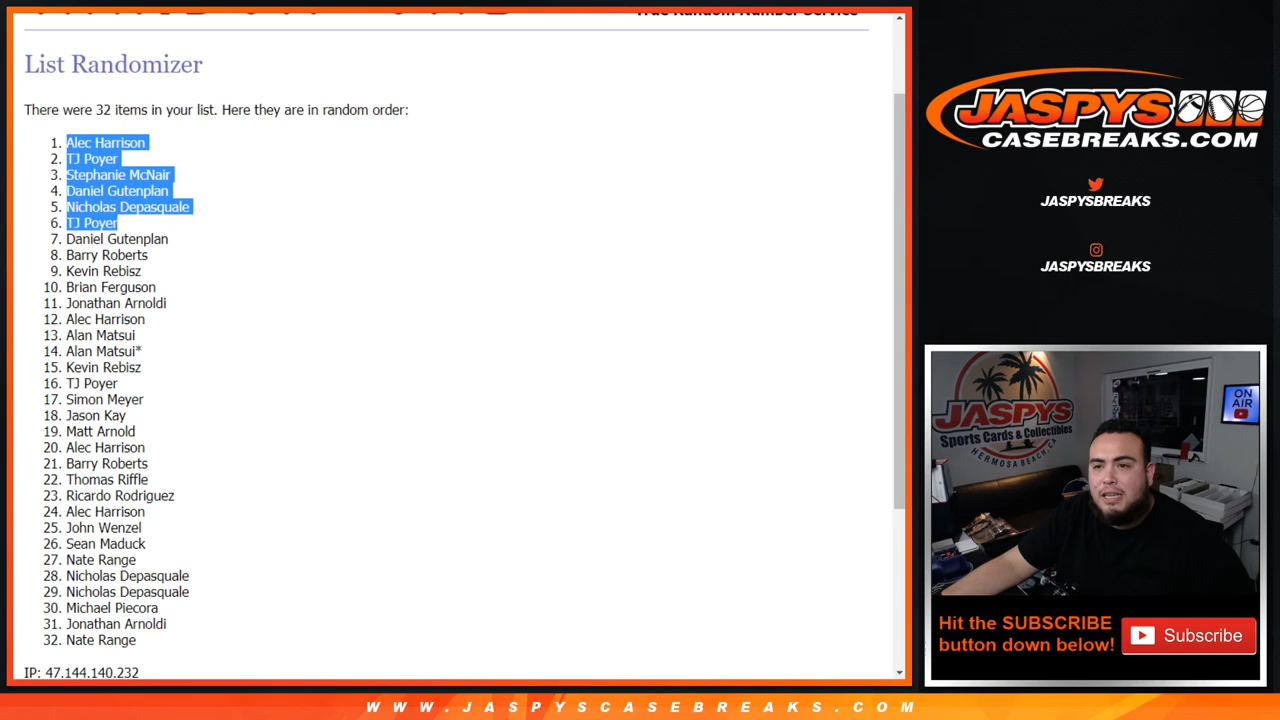 True Random Number Service
List Randomizer
There were 32 items in your list. Here they are in random order:
1. Alec Harrison
2. TJ Poyer
3. Stephanie McNair
4. Daniel Gutenplan
5. Nicholas Depasquale
6. TJ Poyer
7. Daniel Gutenplan
8. Barry Roberts
9. Kevin Rebisz
10. Brian Ferguson
11. Jonathan Arnoldi
12. Alec Harrison
13. Alan Matsui
14. Alan Matsui*
15. Kevin Rebisz
16. TJ Poyer
17. Simon Meyer
18. Jason Kay
19. Matt Arnold
20. Alec Harrison
21. Barry Roberts
22. Thomas Riffle
23. Ricardo Rodriguez
24. Alec Harrison
25. John Wenzel
26. Sean Maduck
27. Nate Range
28. Nicholas Depasquale
29. Nicholas Depasquale
30. Michael Piecora
31. Jonathan Arnoldi
32. Nate Range
IP: 47.144.140.232
JASPYS
CASEBREAKS.COM
JASPYSBREAKS
JASPYSBREAKS
JASPYS
Sports Cards & Collectibles
HERMOSA BEACH, CA
ON AIR
Hit the SUBSCRIBE
button down below!
Subscribe
WWW.JASPYSCASEBREAKS.COM